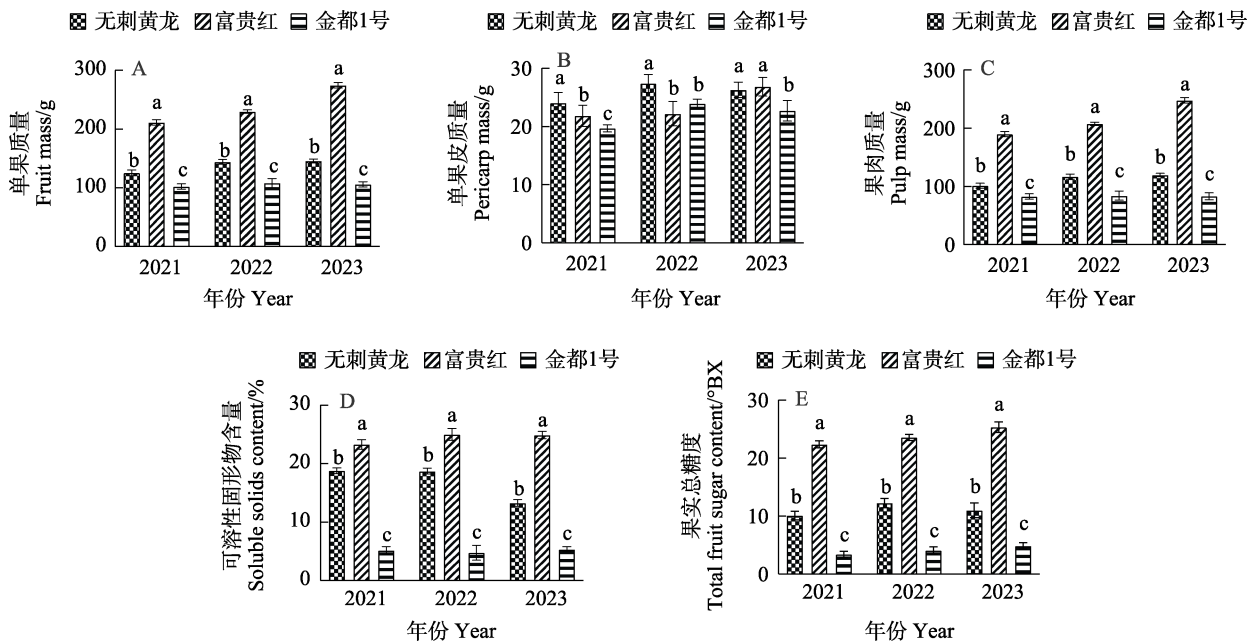 无刺黄龙 富贵红 金都1号
A
单果质量
Fruit mass/g
300
200
100
0
b a c b a c b a c
2021 2022 2023
年份 Year
无刺黄龙 富贵红 金都1号
B
单果皮质量
Pericarp mass/g
30
20
10
0
a b c a b b a a b
2021 2022 2023
年份 Year
无刺黄龙 富贵红 金都1号
C
果肉质量
Pulp mass/g
300
200
100
0
b a c b a c b a c
2021 2022 2023
年份 Year
无刺黄龙 富贵红 金都1号
D
可溶性固形物含量
Soluble solids content/%
30
20
10
0
b a c b a c b a c
2021 2022 2023
年份 Year
无刺黄龙 富贵红 金都1号
E
果实总糖度
Total fruit sugar content/°BX
30
20
10
0
b a c b a c b a c
2021 2022 2023
年份 Year